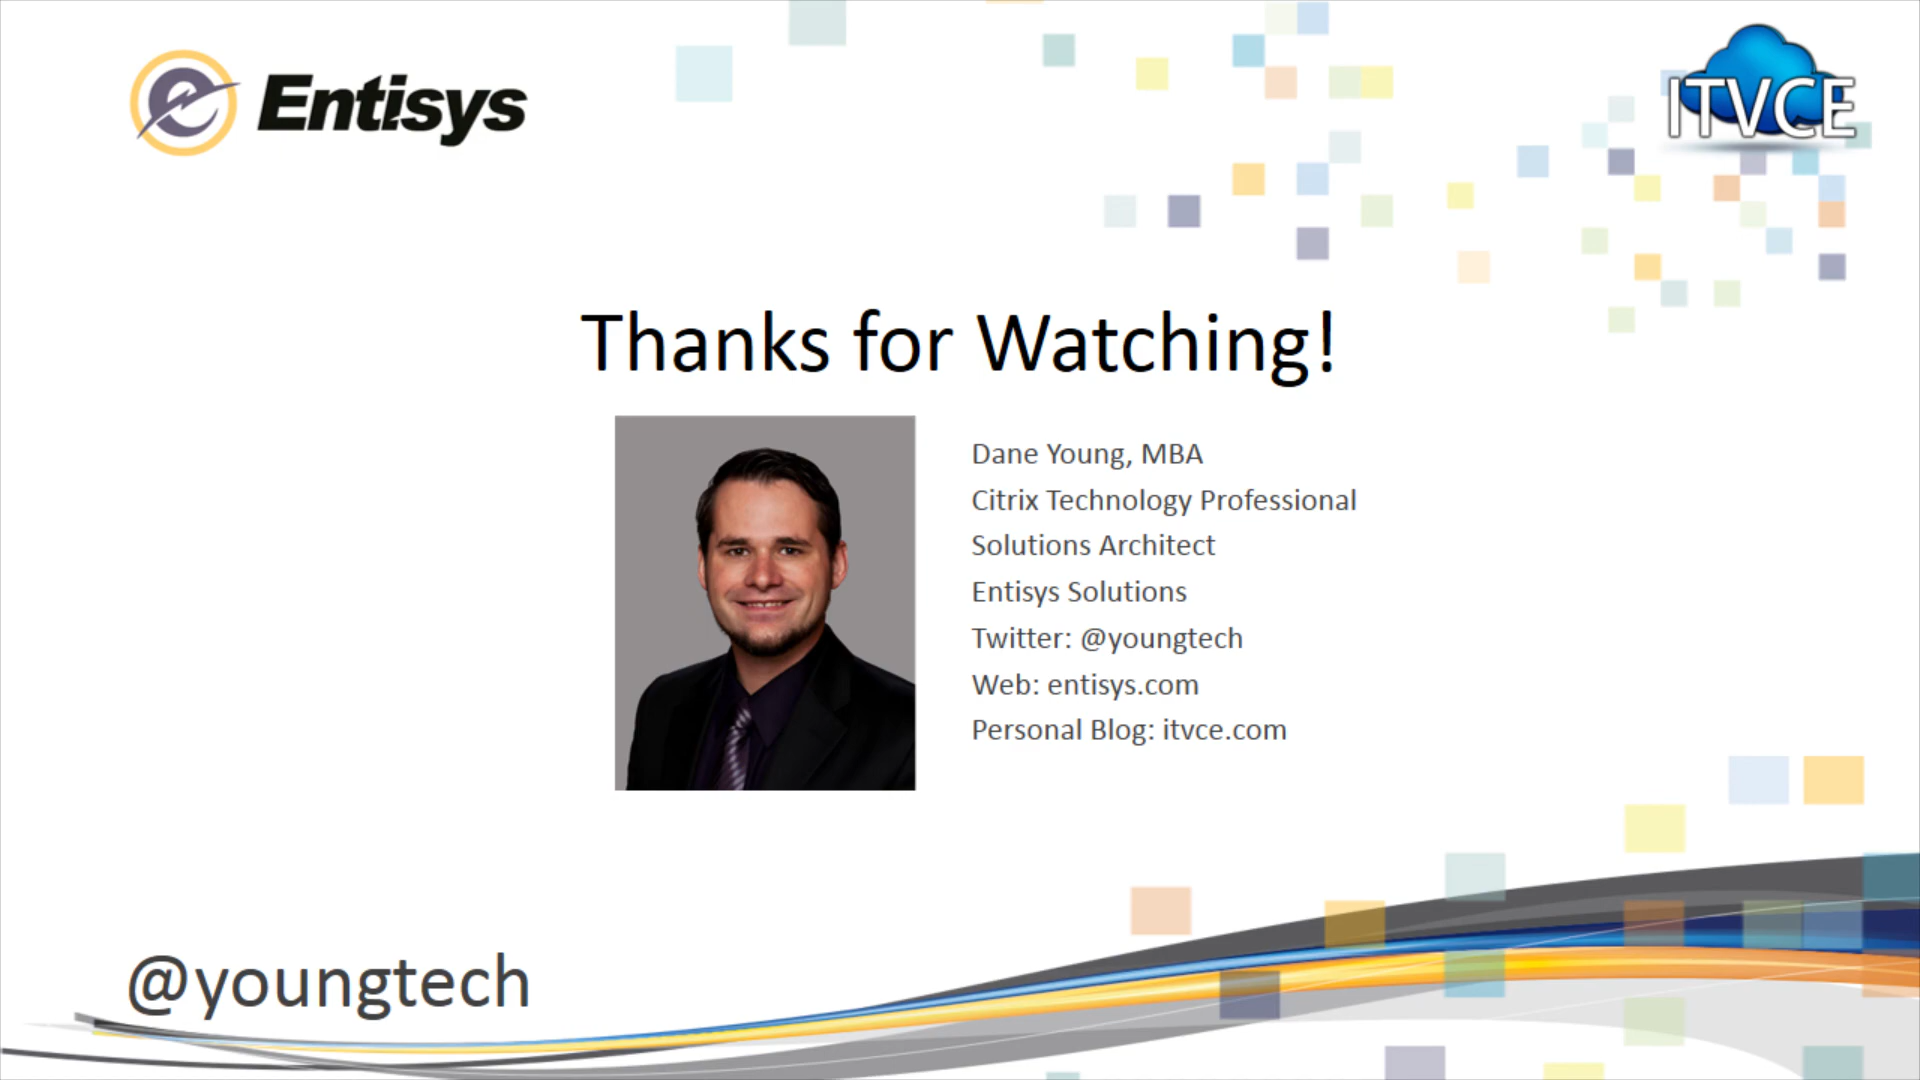 Entisys
ITVCE
Thanks for Watching!
Dane Young, MBA
Citrix Technology Professional
Solutions Architect
Entisys Solutions
Twitter: @youngtech
Web: entisys.com
Personal Blog: itvce.com
@youngtech